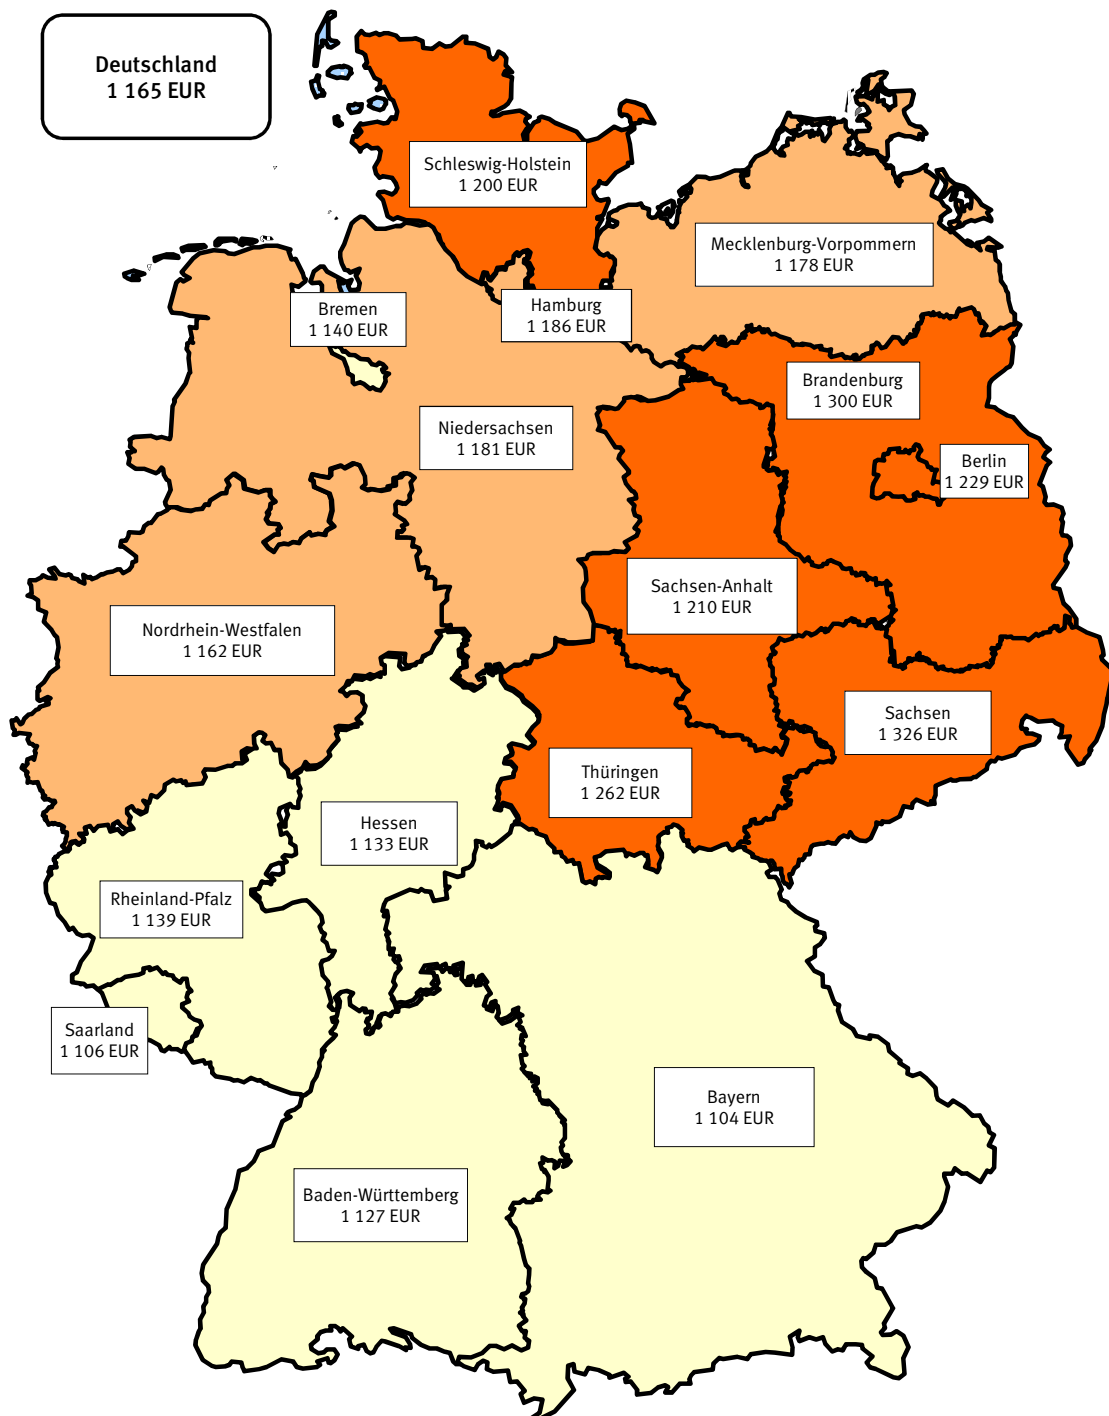 Deutschland
1 165 EUR
Schleswig-Holstein
1 200 EUR
Mecklenburg-Vorpommern
1 178 EUR
Bremen
1 140 EUR
Hamburg
1 186 EUR
Brandenburg
1 300 EUR
Niedersachsen
1 181 EUR
Berlin
1 229 EUR
Sachsen-Anhalt
1 210 EUR
Nordrhein-Westfalen
1 162 EUR
Sachsen
1 326 EUR
Thüringen
1 262 EUR
Hessen
1 133 EUR
Rheinland-Pfalz
1 139 EUR
Saarland
1 106 EUR
Bayern
1 104 EUR
Baden-Württemberg
1 127 EUR